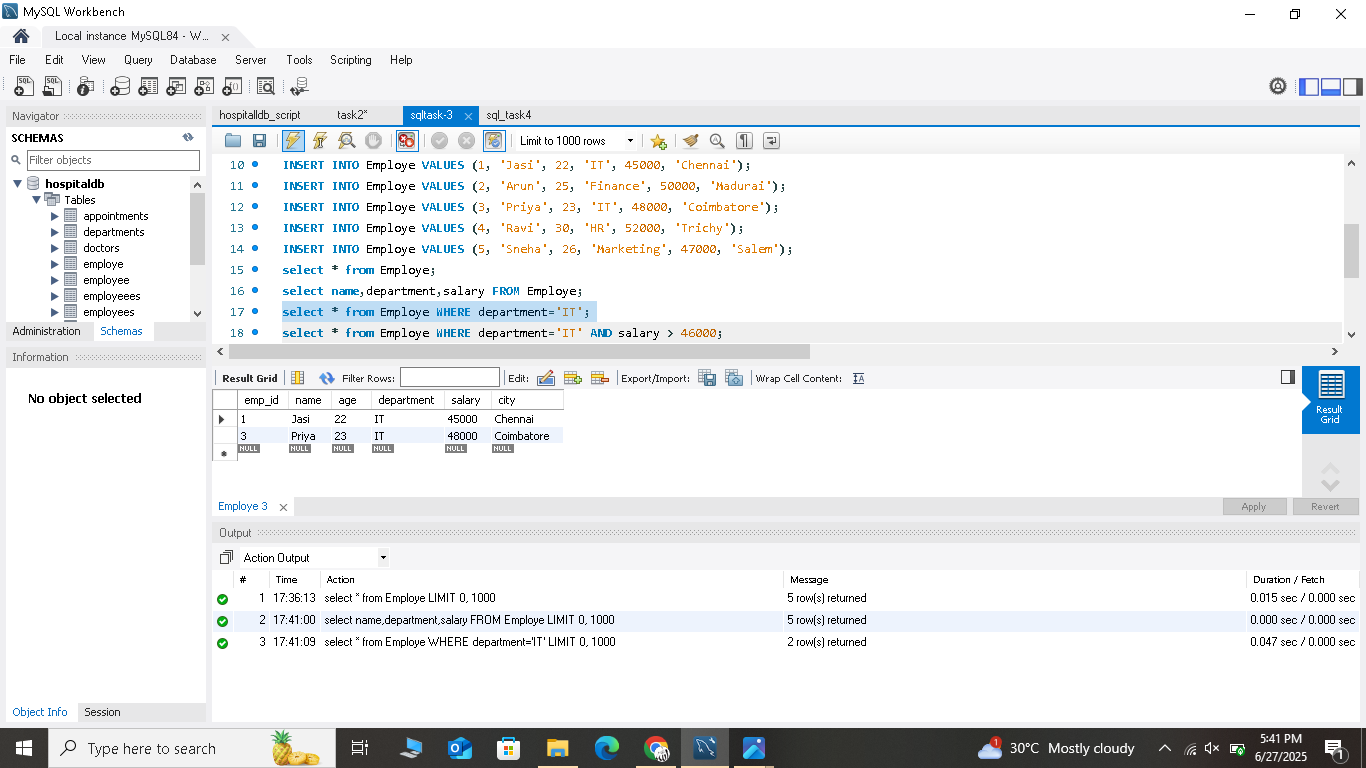 MySQL Workbench
Local instance MySQL84 - W...
File Edit View Query Database Server Tools Scripting Help
Navigator
SCHEMAS
Filter objects
hospitaldb
Tables
appointments
departments
doctors
employe
employee
employeees
employees
Administration Schemas
Information
No object selected
Object Info Session
hospitalldb_script task2* sqltask-3 sql_task4
Limit to 1000 rows
10 INSERT INTO Employe VALUES (1, 'Jasi', 22, 'IT', 45000, 'Chennai');
11 INSERT INTO Employe VALUES (2, 'Arun', 25, 'Finance', 50000, 'Madurai');
12 INSERT INTO Employe VALUES (3, 'Priya', 23, 'IT', 48000, 'Coimbatore');
13 INSERT INTO Employe VALUES (4, 'Ravi', 30, 'HR', 52000, 'Trichy');
14 INSERT INTO Employe VALUES (5, 'Sneha', 26, 'Marketing', 47000, 'Salem');
15 select * from Employe;
16 select name,department,salary FROM Employe;
17 select * from Employe WHERE department='IT';
18 select * from Employe WHERE department='IT' AND salary > 46000;
Result Grid Filter Rows: Edit: Export/Import: Wrap Cell Content:
emp_id name age department salary city
1 Jasi 22 IT 45000 Chennai
3 Priya 23 IT 48000 Coimbatore
NULL NULL NULL NULL NULL NULL
Result
Grid
Employe 3
Apply Revert
Output
Action Output
# Time Action Message Duration / Fetch
1 17:36:13 select * from Employe LIMIT 0, 1000 5 row(s) returned 0.015 sec / 0.000 sec
2 17:41:00 select name,department,salary FROM Employe LIMIT 0, 1000 5 row(s) returned 0.000 sec / 0.000 sec
3 17:41:09 select * from Employe WHERE department='IT' LIMIT 0, 1000 2 row(s) returned 0.047 sec / 0.000 sec
Type here to search
1
30°C Mostly cloudy
5:41 PM
6/27/2025
1